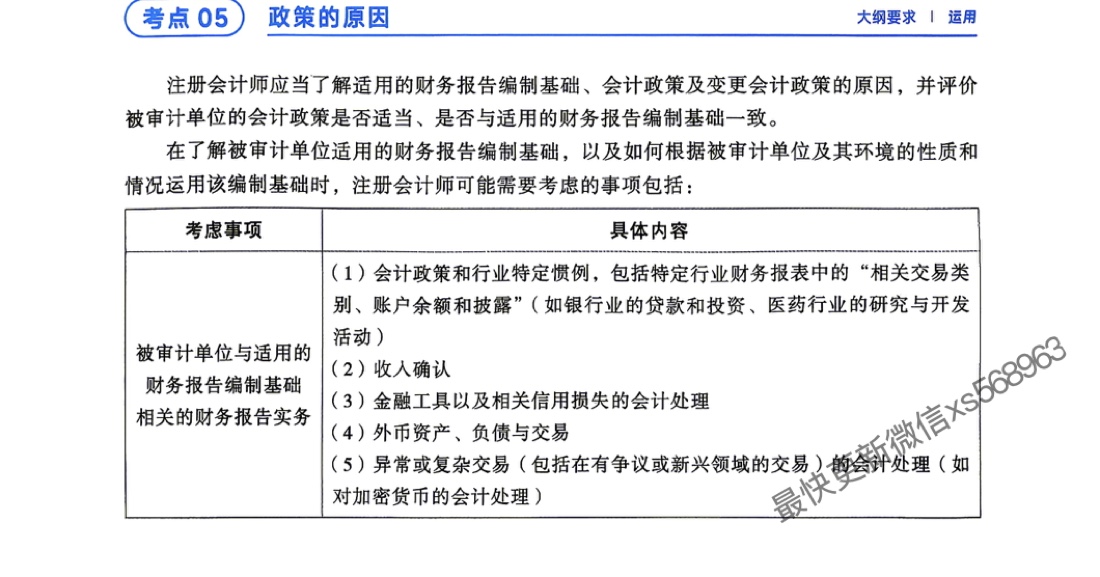 考点 05 政策的原因 大纲要求 | 运用
注册会计师应当了解适用的财务报告编制基础、会计政策及变更会计政策的原因，并评价
被审计单位的会计政策是否适当、是否与适用的财务报告编制基础一致。
在了解被审计单位适用的财务报告编制基础，以及如何根据被审计单位及其环境的性质和
情况运用该编制基础时，注册会计师可能需要考虑的事项包括：
考虑事项 具体内容
被审计单位与适用的
财务报告编制基础
相关的财务报告实务
（1）会计政策和行业特定惯例，包括特定行业财务报表中的“相关交易类
别、账户余额和披露”（如银行业的贷款和投资、医药行业的研究与开发
活动）
（2）收入确认
（3）金融工具以及相关信用损失的会计处理
（4）外币资产、负债与交易
（5）异常或复杂交易（包括在有争议或新兴领域的交易）的会计处理（如
对加密货币的会计处理）
最快更新微信xs568963